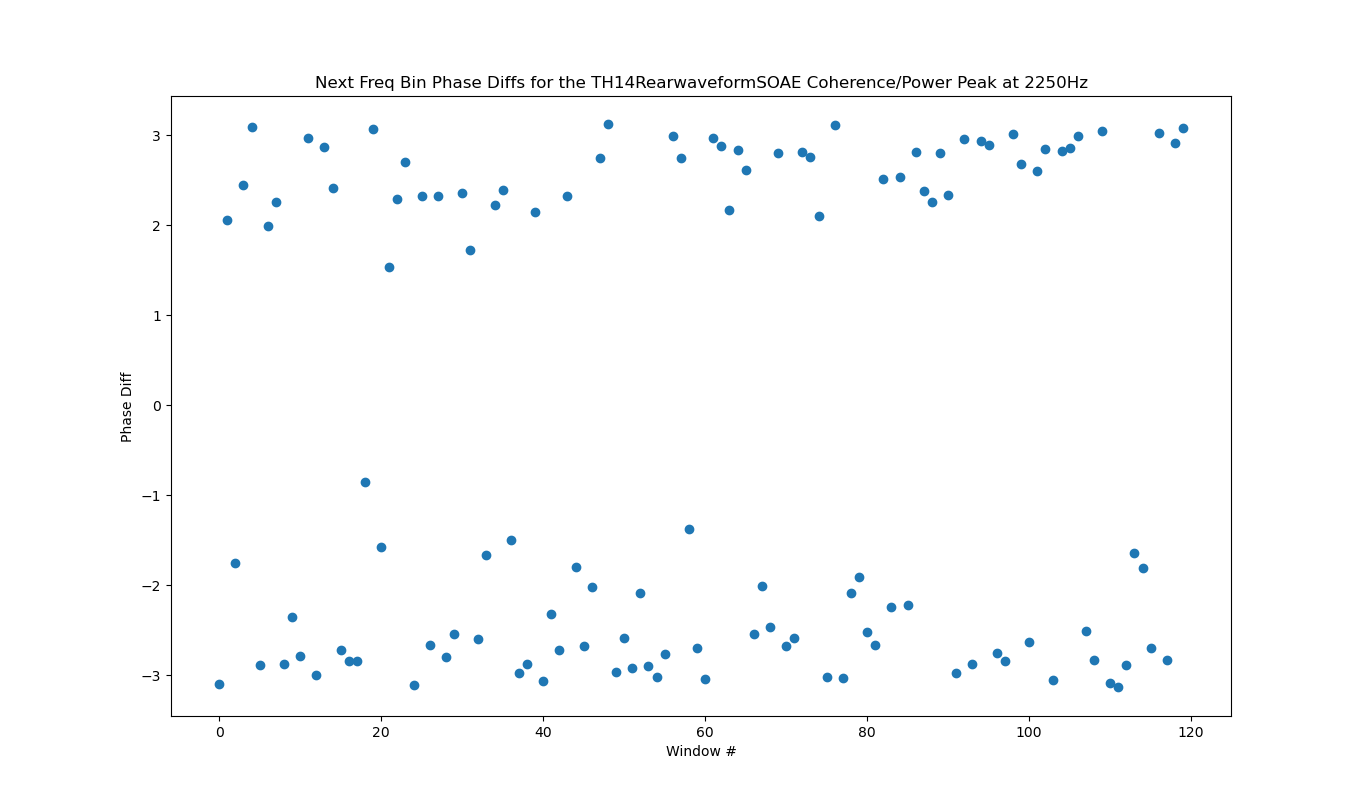 Next Freq Bin Phase Diffs for the TH14RearwaveformSOAE Coherence/Power Peak at 2250Hz
3
2
1
0
−1
−2
−3
Phase Diff
0 20 40 60 80 100 120
Window #